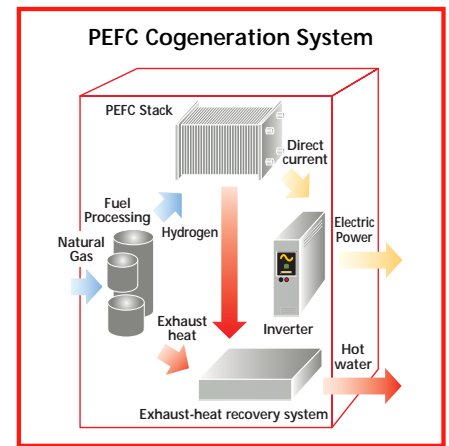 PEFC Cogeneration System
PEFC Stack
Direct
current
Fuel
Processing
Hydrogen
Electric
Power
Natural
Gas
Inverter
Exhaust
heat
Hot
water
Exhaust-heat recovery system